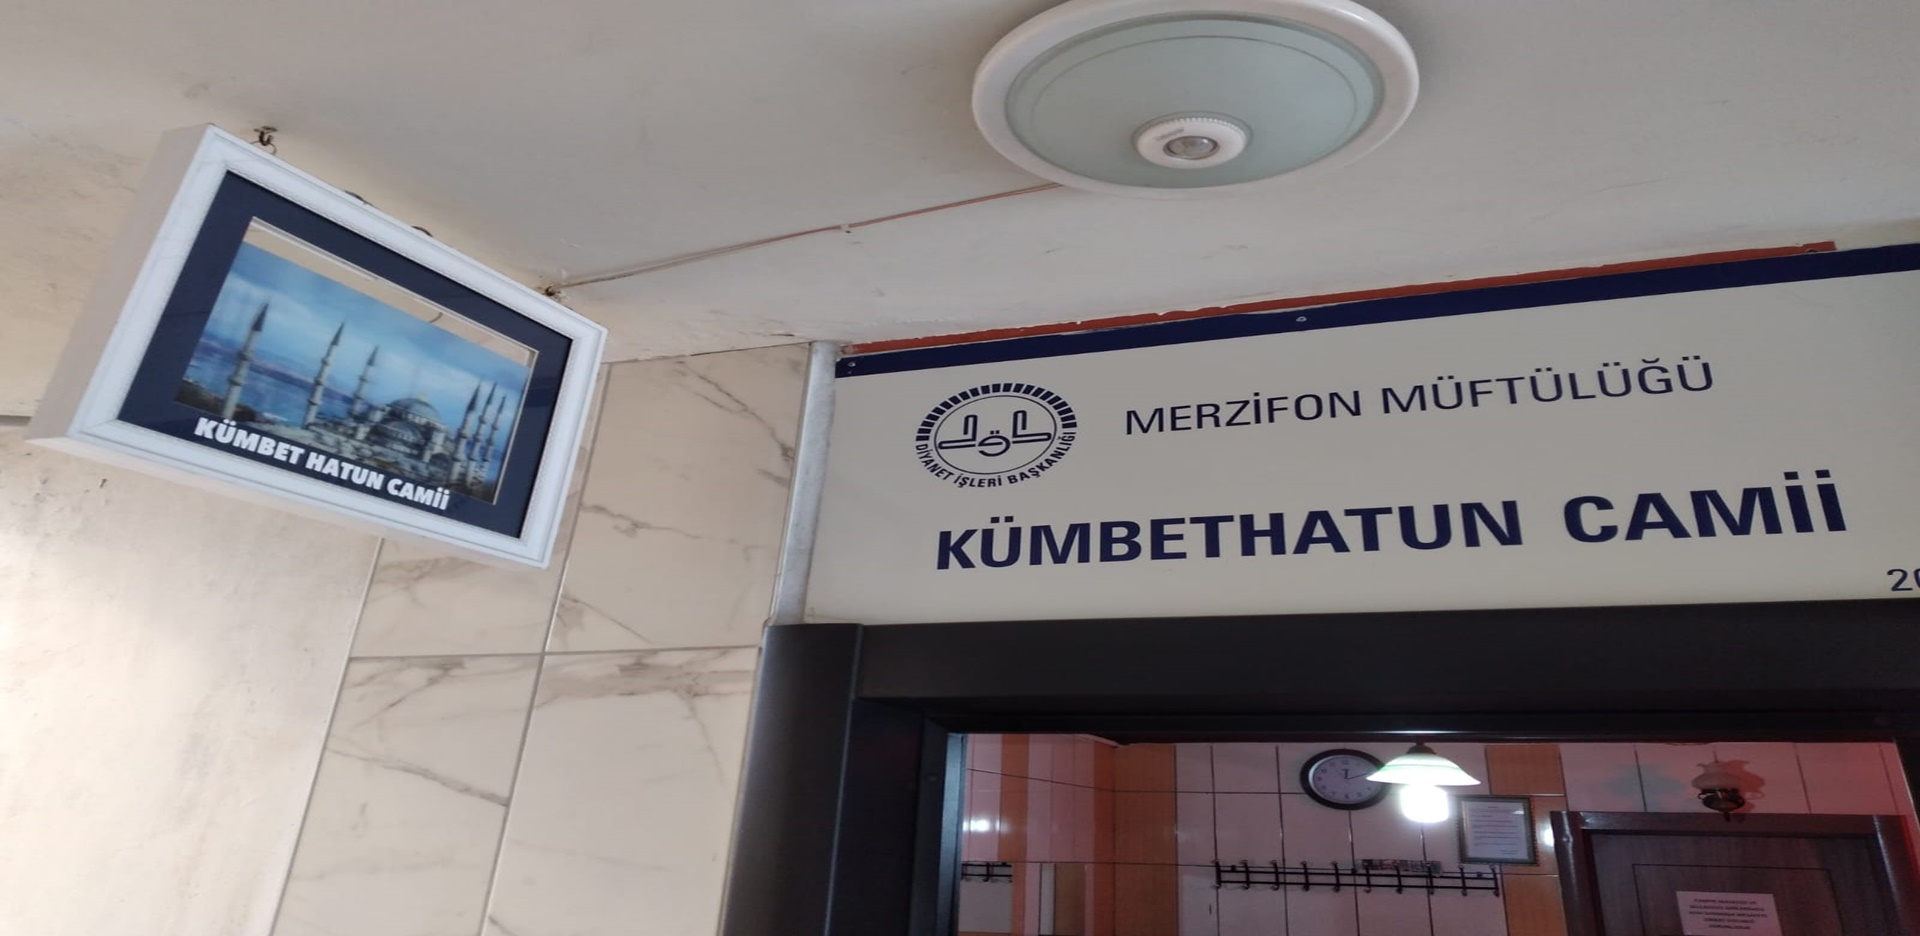 KÜMBET HATUN CAMİİ
MERZİFON MÜFTÜLÜĞÜ
DİYANET İŞLERİ BAŞKANLIĞI
KÜMBETHATUN CAMİİ